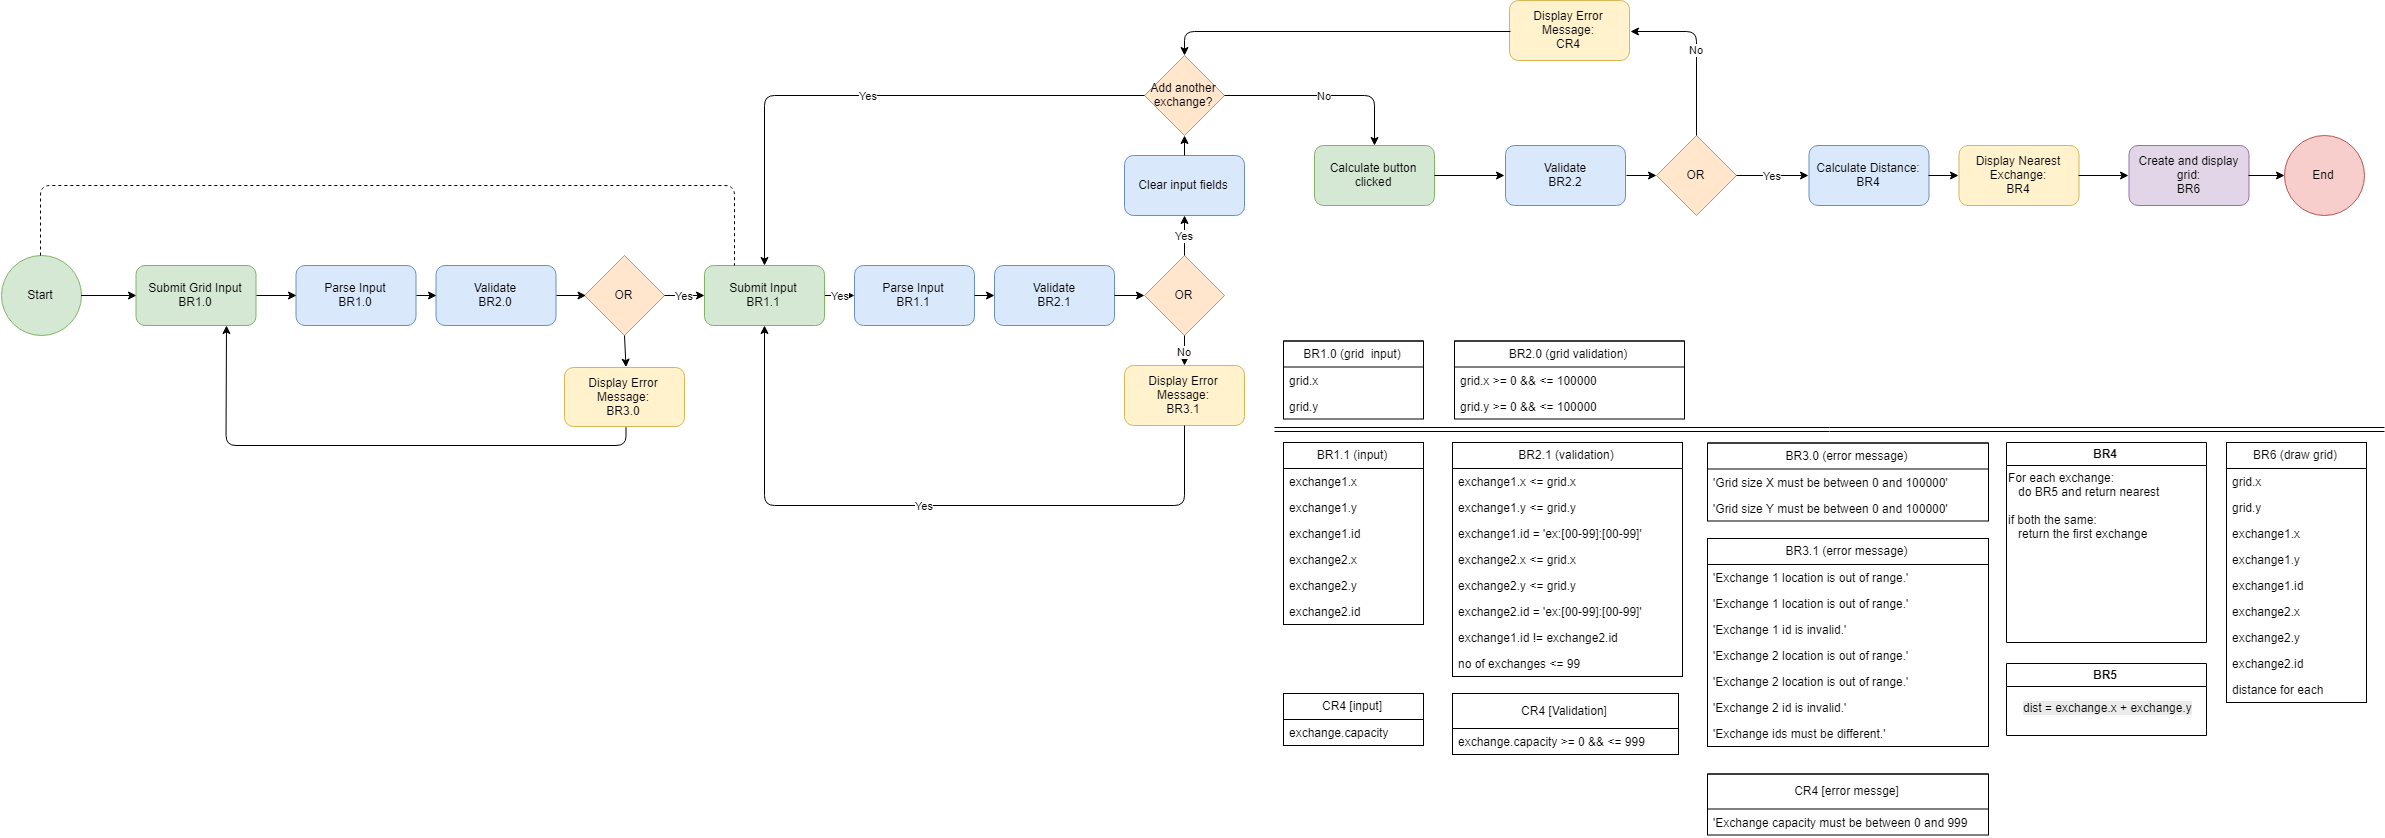 Display Error
Message:
CR4
No
Add another
exchange?
Yes
No
Calculate button
clicked
Validate
BR2.2
OR
Yes
Calculate Distance:
BR4
Display Nearest
Exchange:
BR4
Create and display
grid:
BR6
End
Clear input fields
Yes
Start
Submit Grid Input
BR1.0
Parse Input
BR1.0
Validate
BR2.0
OR
Yes
Submit Input
BR1.1
Yes
Parse Input
BR1.1
Validate
BR2.1
OR
No
Display Error
Message:
BR3.0
Display Error
Message:
BR3.1
Yes
BR1.0 (grid input)
grid.x
grid.y
BR2.0 (grid validation)
grid.x >= 0 && <= 100000
grid.y >= 0 && <= 100000
BR1.1 (input)
exchange1.x
exchange1.y
exchange1.id
exchange2.x
exchange2.y
exchange2.id
BR2.1 (validation)
exchange1.x <= grid.x
exchange1.y <= grid.y
exchange1.id = 'ex:[00-99]:[00-99]'
exchange2.x <= grid.x
exchange2.y <= grid.y
exchange2.id = 'ex:[00-99]:[00-99]'
exchange1.id != exchange2.id
no of exchanges <= 99
BR3.0 (error message)
'Grid size X must be between 0 and 100000'
'Grid size Y must be between 0 and 100000'
BR3.1 (error message)
'Exchange 1 location is out of range.'
'Exchange 1 location is out of range.'
'Exchange 1 id is invalid.'
'Exchange 2 location is out of range.'
'Exchange 2 location is out of range.'
'Exchange 2 id is invalid.'
'Exchange ids must be different.'
BR4
For each exchange:
do BR5 and return nearest
if both the same:
return the first exchange
BR5
dist = exchange.x + exchange.y
BR6 (draw grid)
grid.x
grid.y
exchange1.x
exchange1.y
exchange1.id
exchange2.x
exchange2.y
exchange2.id
distance for each
CR4 [input]
exchange.capacity
CR4 [Validation]
exchange.capacity >= 0 && <= 999
CR4 [error messge]
'Exchange capacity must be between 0 and 999